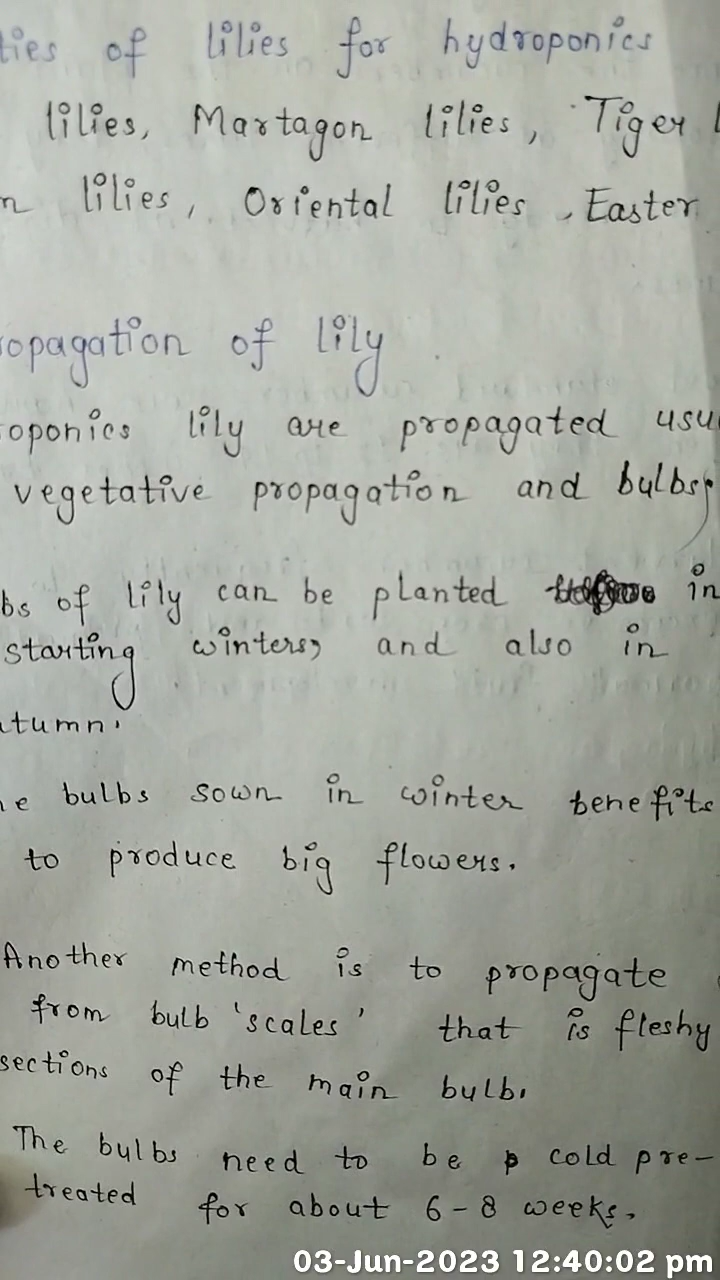 ties of lilies for hydroponics
lilies, Martagon lilies, Tiger l
n lilies, Oriental lilies, Easter
opagation of lily
oponics lily are propagated usu
vegetative propagation and bulbs.
bs of lily can be planted in
starting winters, and also in
utumn.
he bulbs sown in winter benefits
to produce big flowers.
Another method is to propagate
from bulb 'scales' that is fleshy
sections of the main bulb.
The bulbs need to be cold pre-
treated for about 6-8 weeks.
03-Jun-2023 12:40:02 pm